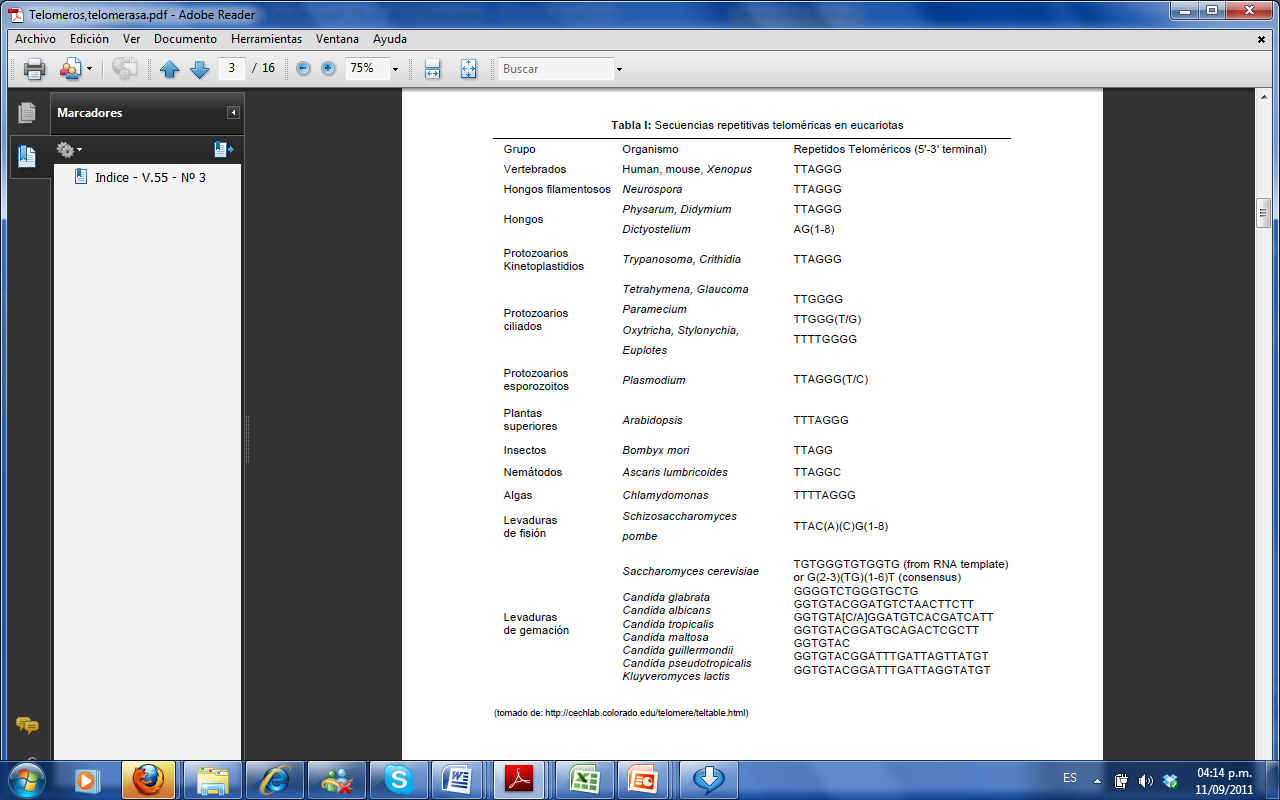 Telomeros,telomerasa.pdf - Adobe Reader
Archivo Edición Ver Documento Herramientas Ventana Ayuda
3 / 16 75% Buscar
Marcadores
Indice - V.55 - Nº 3
Tabla I: Secuencias repetitivas teloméricas en eucariotas
Grupo Organismo Repetidos Teloméricos (5'-3' terminal)
Vertebrados Human, mouse, Xenopus TTAGGG
Hongos filamentosos Neurospora TTAGGG
Hongos
Physarum, Didymium TTAGGG
Dictyostelium AG(1-8)
Protozoarios
Kinetoplastidios
Trypanosoma, Crithidia TTAGGG
Protozoarios
ciliados
Tetrahymena, Glaucoma
Paramecium
Oxytricha, Stylonychia,
Euplotes
TTGGGG
TTGGG(T/G)
TTTTGGGG
Protozoarios
esporozoitos
Plasmodium TTAGGG(T/C)
Plantas
superiores
Arabidopsis TTTAGGG
Insectos Bombyx mori TTAGG
Nemátodos Ascaris lumbricoides TTAGGC
Algas Chlamydomonas TTTTAGGG
Levaduras
de fisión
Schizosaccharomyces
pombe
TTAC(A)(C)G(1-8)
Levaduras
de gemación
Saccharomyces cerevisiae
TGTGGGTGTGGTG (from RNA template)
or G(2-3)(TG)(1-6)T (consensus)
Candida glabrata GGGGTCTGGGTGCTG
Candida albicans GGTGTACGGATGTCTAACTTCTT
Candida tropicalis GGTGTA[C/A]GGATGTCACGATCATT
Candida maltosa GGTGTACGGATGCAGACTCGCTT
Candida guillermondii GGTGTAC
Candida pseudotropicalis GGTGTACGGATTTGATTAGTTATGT
Kluyveromyces lactis GGTGTACGGATTTGATTAGGTATGT
(tomado de: http://cechlab.colorado.edu/telomere/teltable.html)
ES
04:14 p.m.
11/09/2011